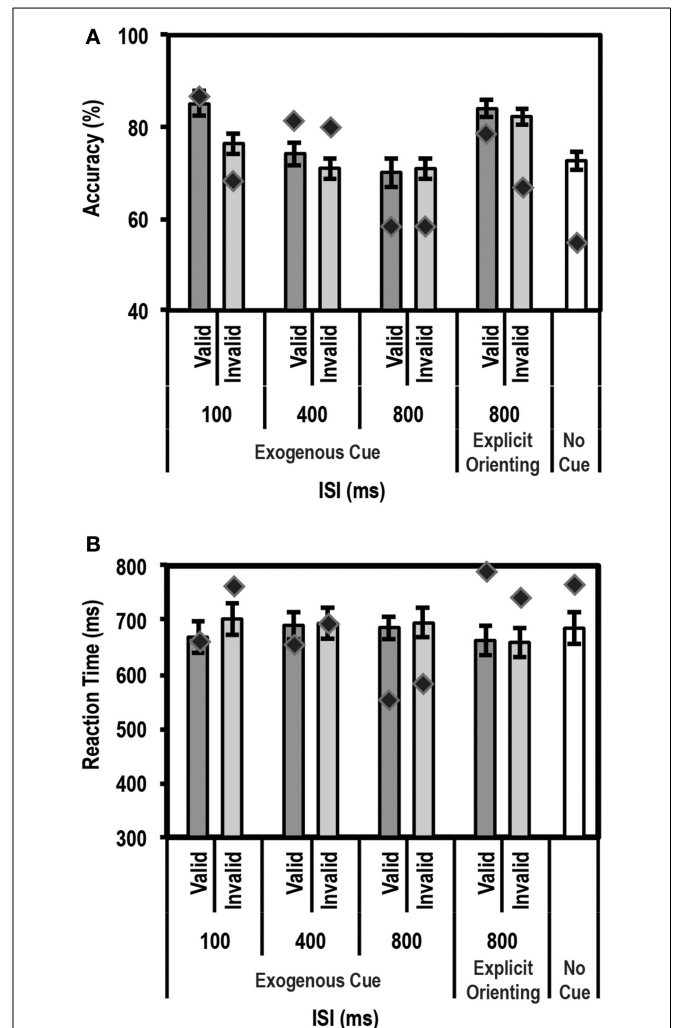 A
100
80
60
40
Accuracy (%)
Valid Invalid Valid Invalid Valid Invalid Valid Invalid
100 400 800 800
Exogenous Cue
Explicit Orienting
No Cue
ISI (ms)
B
800
700
600
500
400
300
Reaction Time (ms)
Valid Invalid Valid Invalid Valid Invalid Valid Invalid
100 400 800 800
Exogenous Cue
Explicit Orienting
No Cue
ISI (ms)